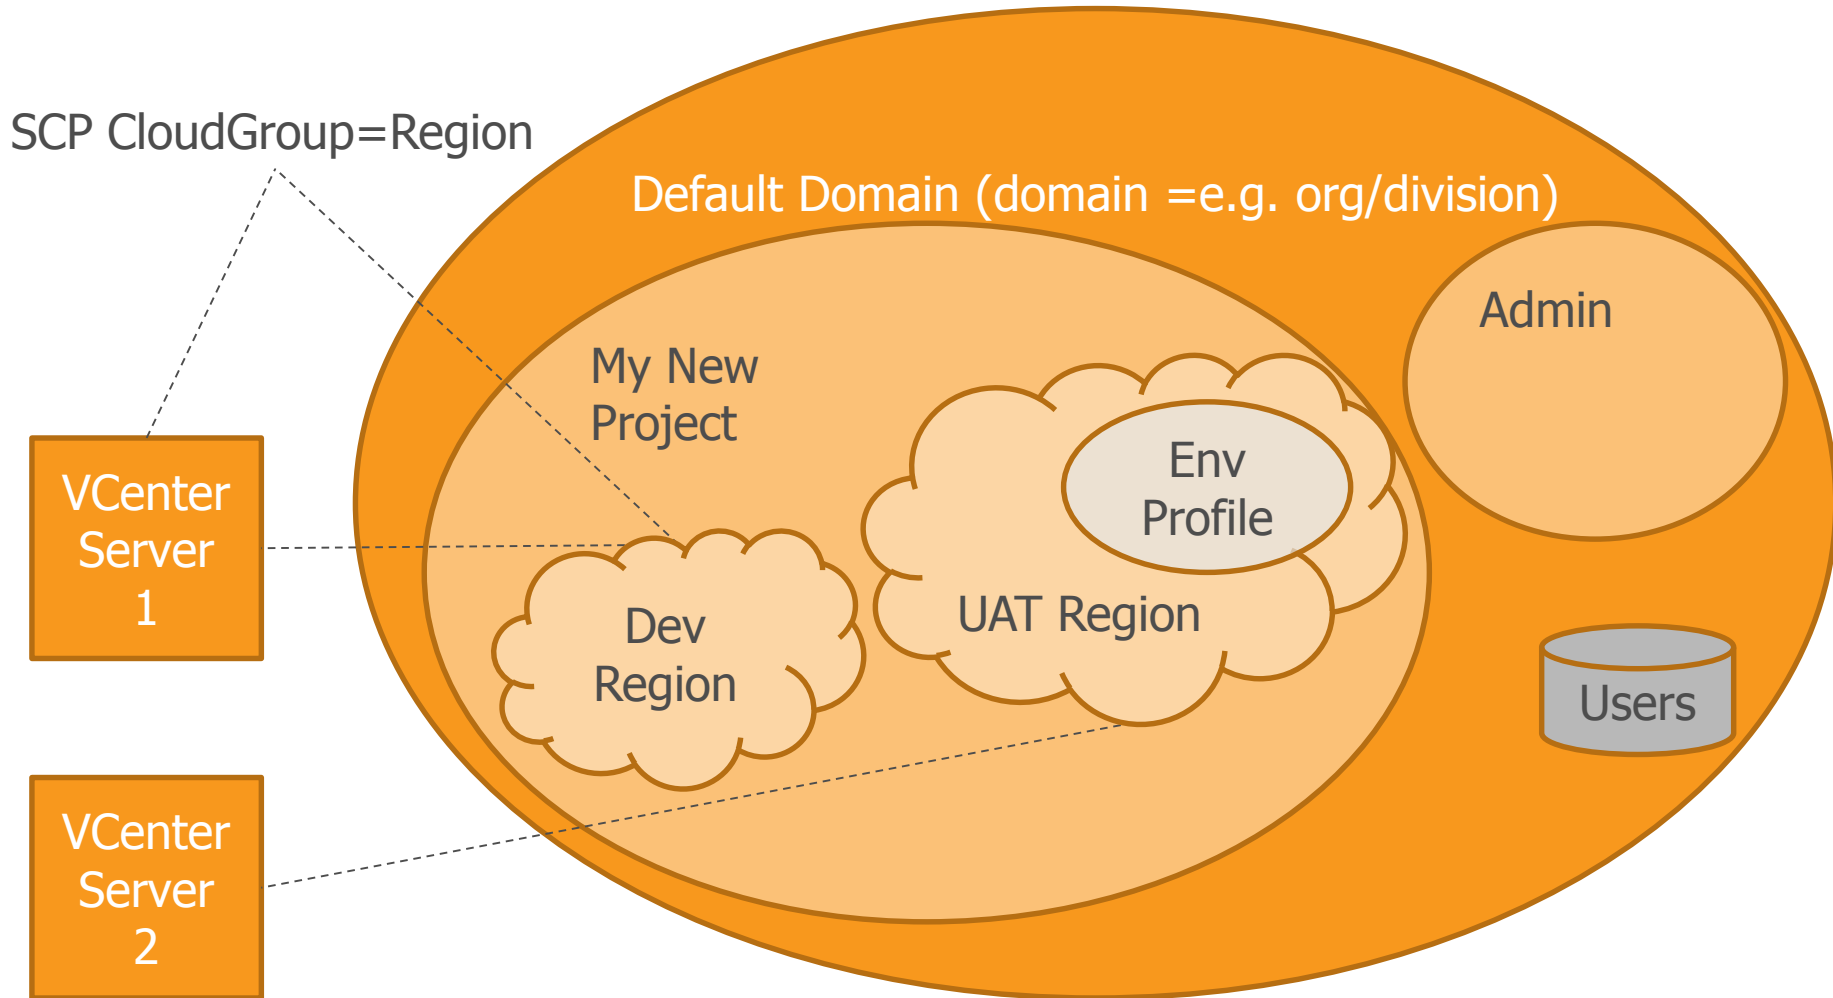 SCP CloudGroup=Region
Default Domain (domain =e.g. org/division)
Admin
My New
Project
Env
Profile
VCenter
Server
1
Dev
Region
UAT Region
Users
VCenter
Server
2